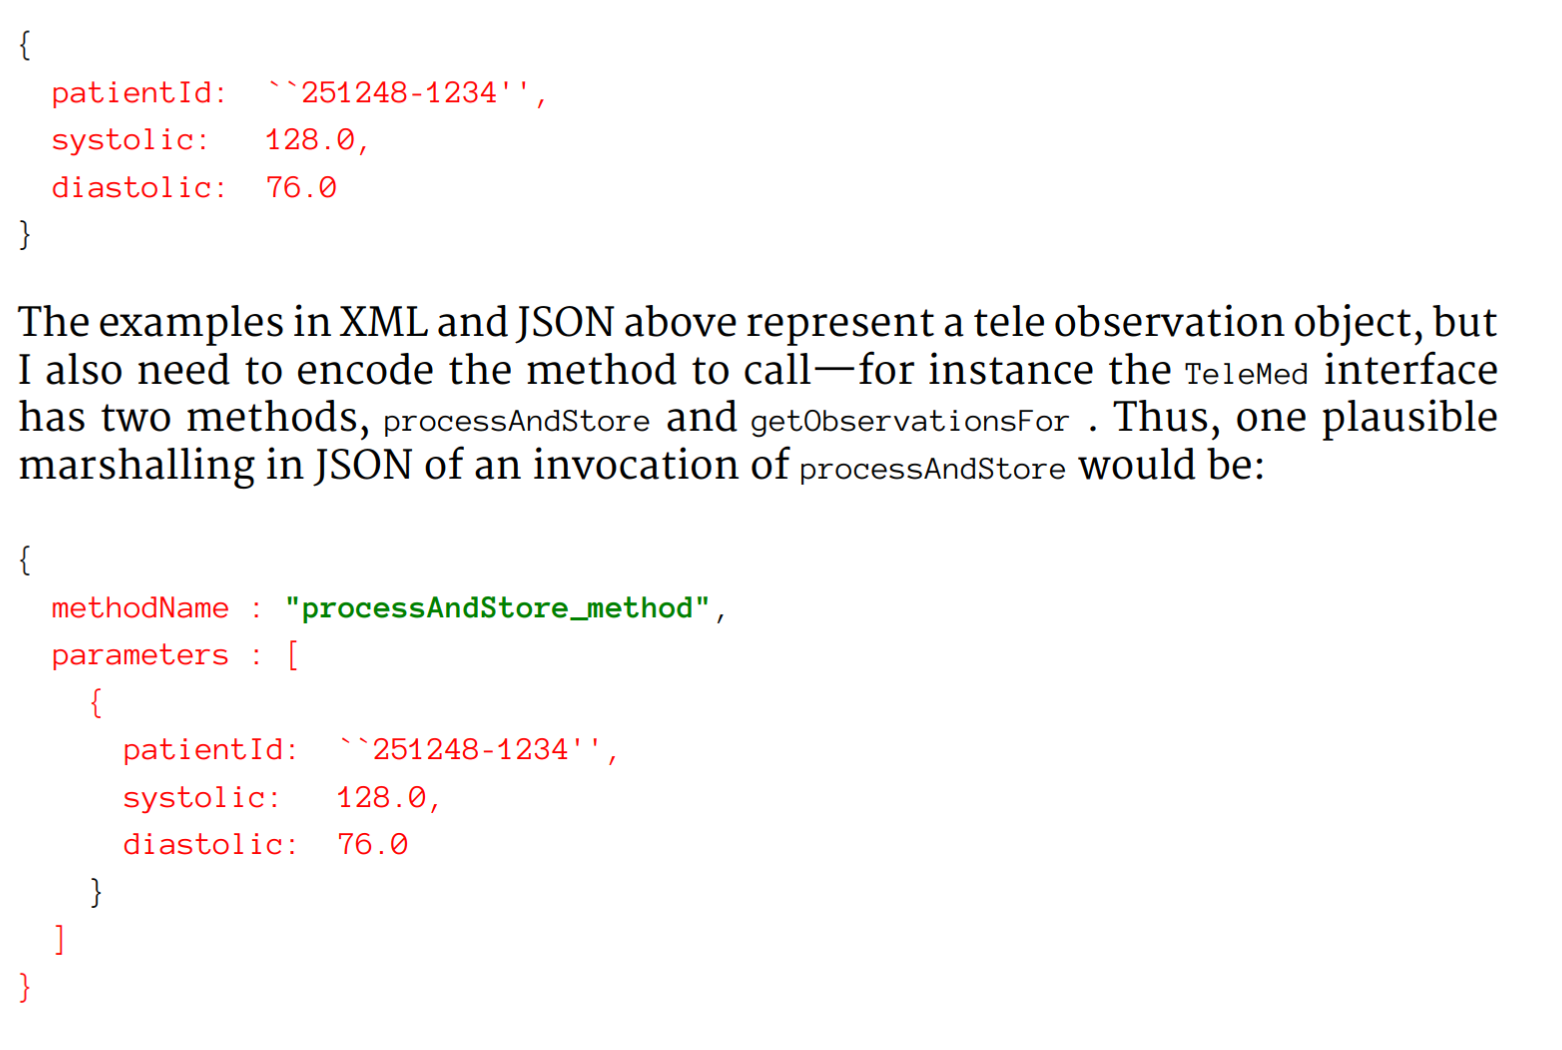 {
  patientId:  ``251248-1234'',
  systolic:   128.0,
  diastolic:  76.0
}
The examples in XML and JSON above represent a tele observation object, but
I also need to encode the method to call—for instance the TeleMed interface
has two methods, processAndStore and getObservationsFor . Thus, one plausible
marshalling in JSON of an invocation of processAndStore would be:
{
  methodName : "processAndStore_method",
  parameters : [
    {
      patientId:  ``251248-1234'',
      systolic:   128.0,
      diastolic:  76.0
    }
  ]
}